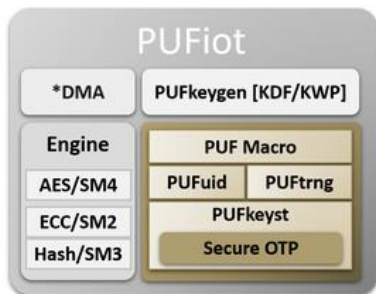 PUFiot
*DMA
PUFkeygen [KDF/KWP]
Engine
AES/SM4
ECC/SM2
Hash/SM3
PUF Macro
PUFuid
PUFtrng
PUFkeyst
Secure OTP